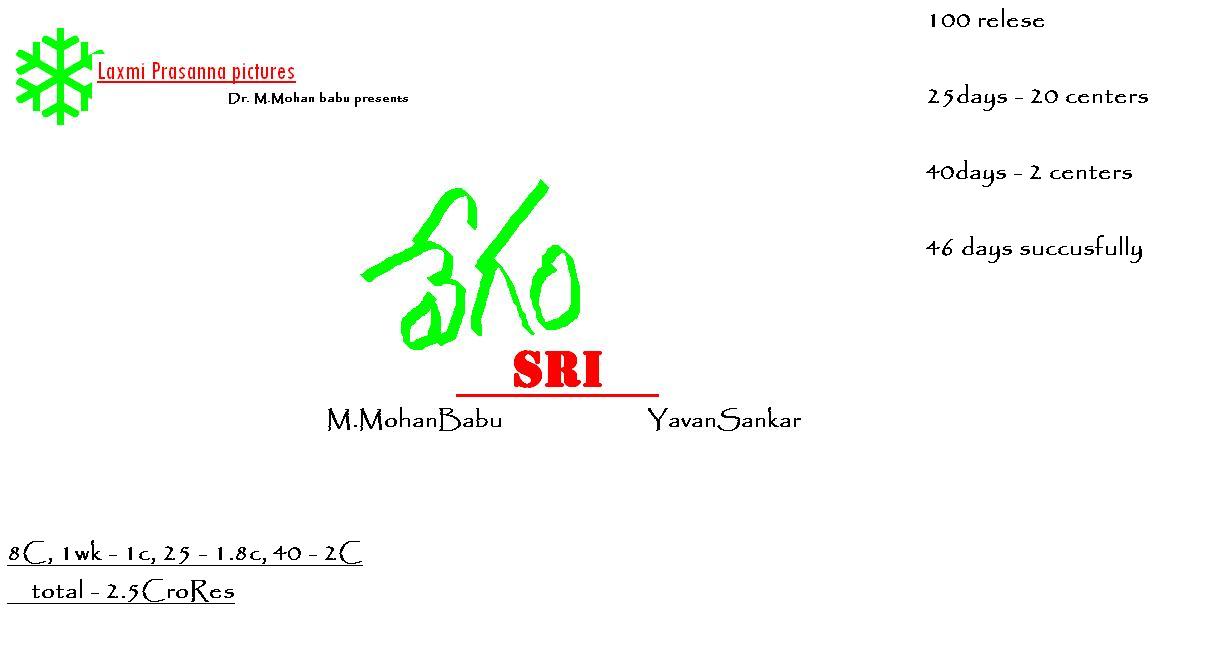 Laxmi Prasanna pictures
Dr. M.Mohan babu presents
వేగం
SRI
M.MohanBabu YavanSankar
100 relese
25days - 20 centers
40days - 2 centers
46 days succusfully
8C, 1wk - 1c, 25 - 1.8c, 40 - 2C
total - 2.5CroRes